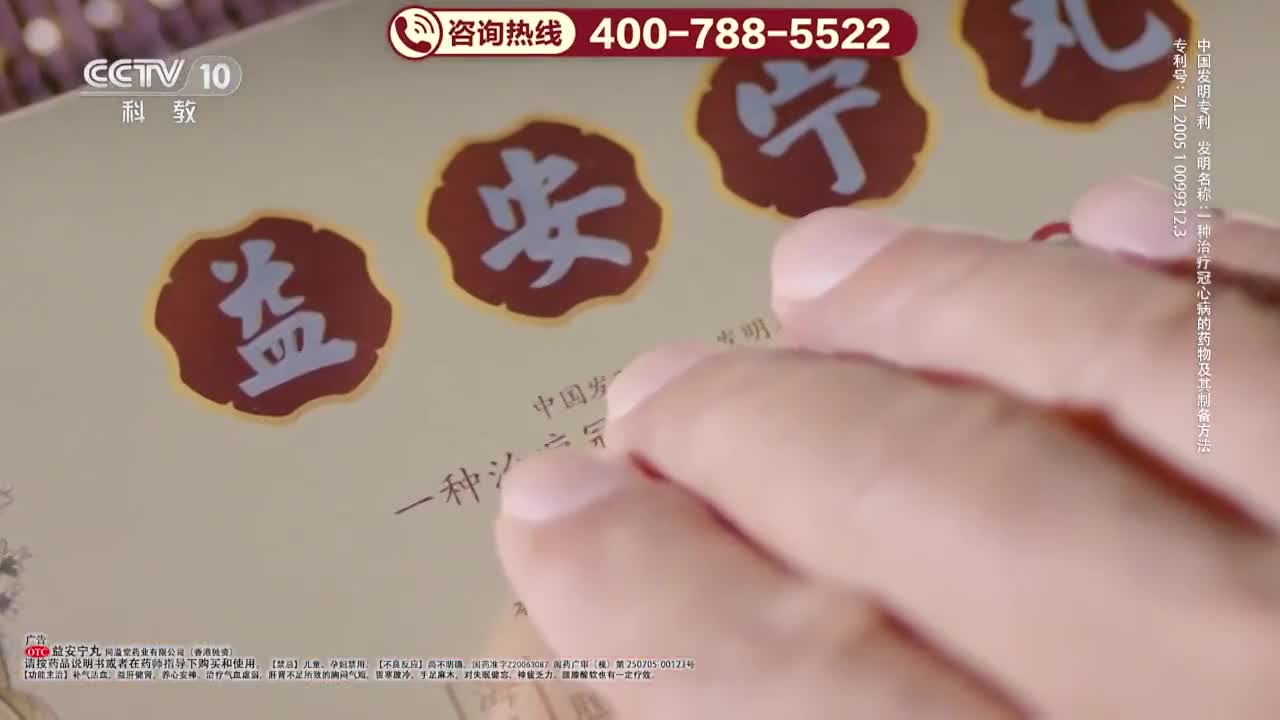 咨询热线 400-788-5522
CCTV 10
科教
中国发明专利 发明名称:一种治疗冠心病的药物及其制备方法
专利号:ZL 2005 1 0099312.3
益安宁丸
中国发
发明
一种治疗冠
广告
OTC 益安宁丸 同溢堂药业有限公司(香港独资)
请按药品说明书或者在药师指导下购买和使用。【禁忌】儿童、孕妇禁用。【不良反应】尚不明确。国药准字Z20063087 闽药广审(视)第250705-00123号
【功能主治】补气活血,益肝健肾,养心安神。治疗气血虚弱,肝肾不足所致的胸闷气短,畏寒肢冷,手足麻木,对失眠健忘、神疲乏力、腰膝酸软也有一定疗效。